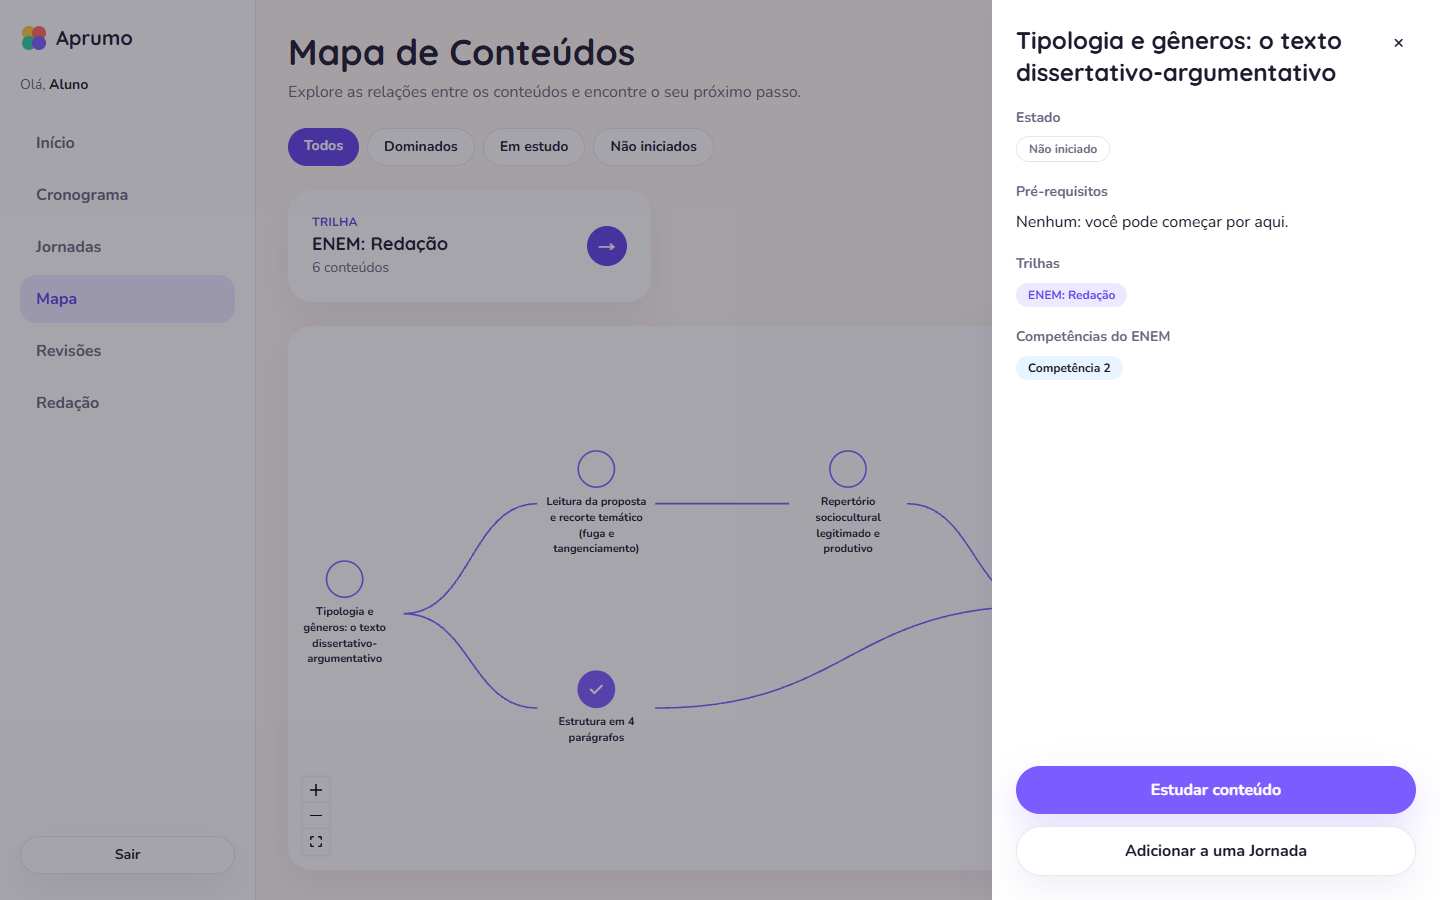 Aprumo
Olá, Aluno
Início
Cronograma
Jornadas
Mapa
Revisões
Redação
Sair
Mapa de Conteúdos
Explore as relações entre os conteúdos e encontre o seu próximo passo.
Todos
Dominados
Em estudo
Não iniciados
TRILHA
ENEM: Redação
6 conteúdos
Tipologia e
gêneros: o texto
dissertativo-
argumentativo
Leitura da proposta
e recorte temático
(fuga e
tangenciamento)
Repertório
sociocultural
legitimado e
produtivo
Estrutura em 4
parágrafos
Tipologia e gêneros: o texto
dissertativo-argumentativo
Estado
Não iniciado
Pré-requisitos
Nenhum: você pode começar por aqui.
Trilhas
ENEM: Redação
Competências do ENEM
Competência 2
Estudar conteúdo
Adicionar a uma Jornada